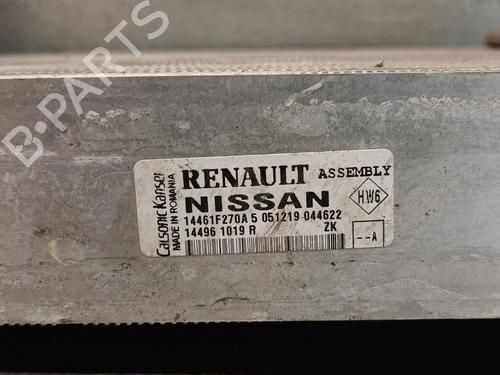 B-PARTS
Calsonic Kansei
MADE IN ROMANIA
RENAULT ASSEMBLY
NISSAN
HW6
14461F270A 5 051219 044622
14496 1019 R ZK
--A